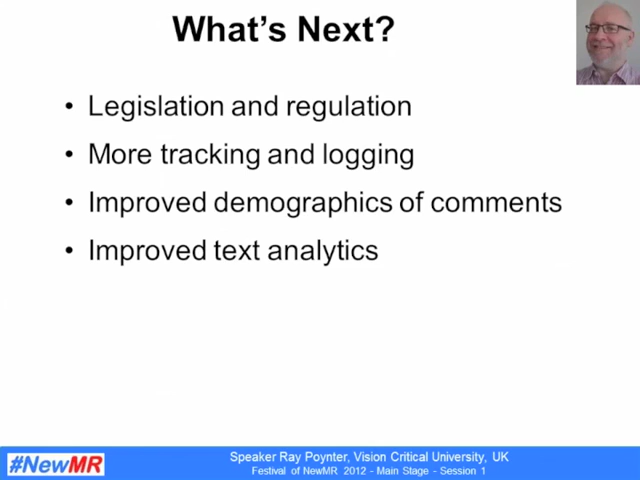 What's Next?
• Legislation and regulation
• More tracking and logging
• Improved demographics of comments
• Improved text analytics
#NewMR
Speaker Ray Poynter, Vision Critical University, UK
Festival of NewMR 2012 - Main Stage - Session 1